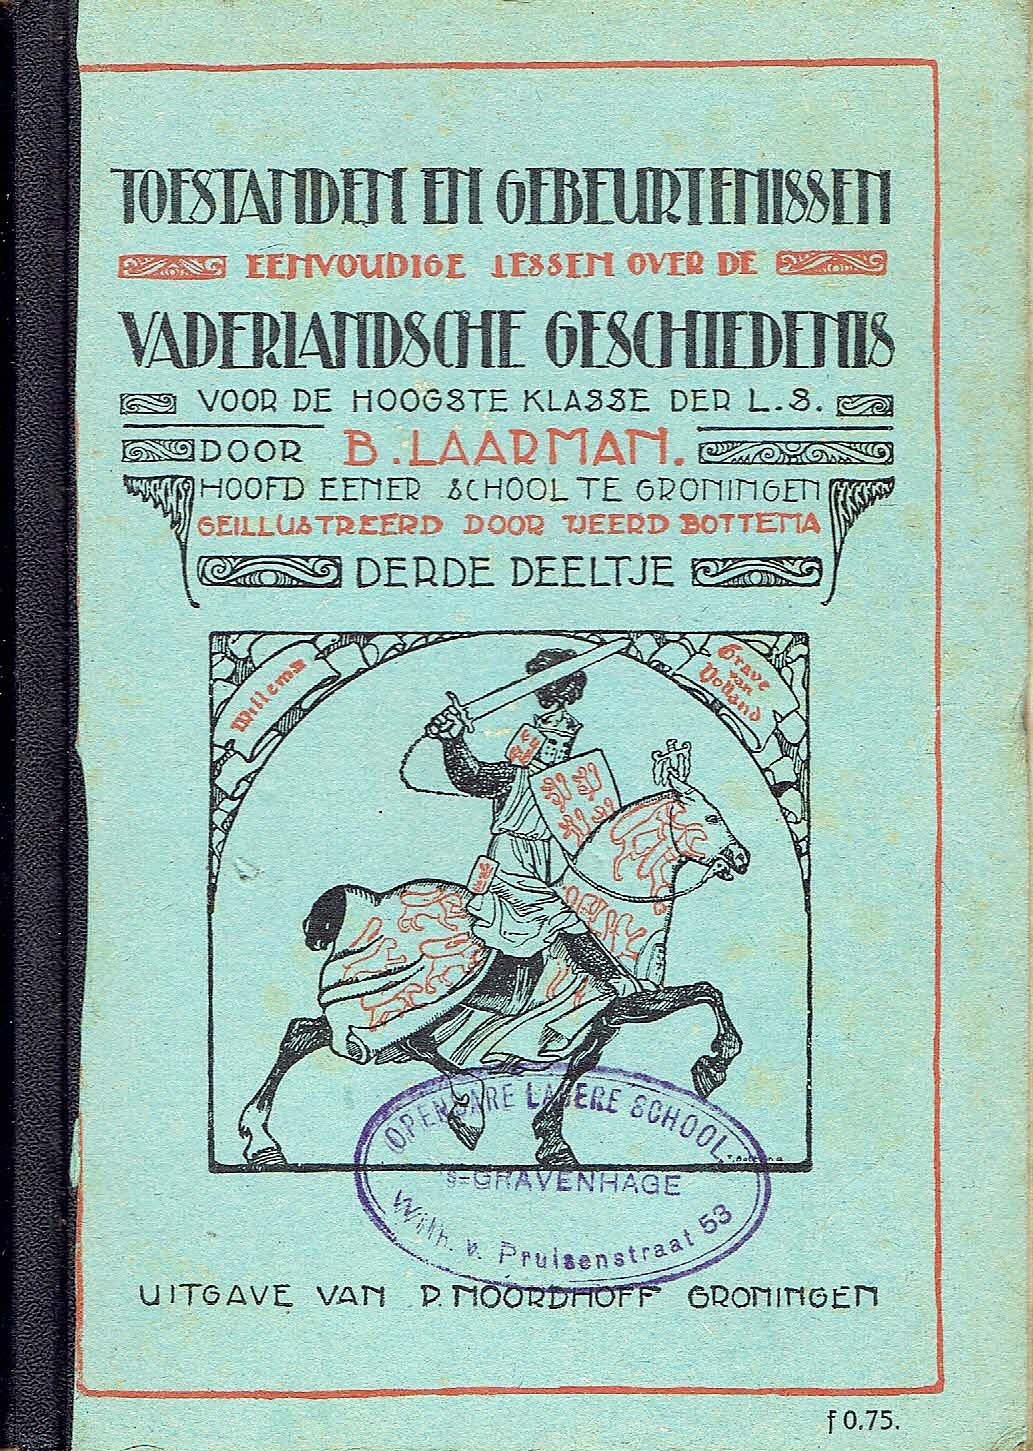 TOESTANDEN EN GEBEURTENISSEN
EENVOUDIGE LESSEN OVER DE
VADERLANDSCHE GESCHIEDENIS
VOOR DE HOOGSTE KLASSE DER L.S.
DOOR B. LAARMAN.
HOOFD EENER SCHOOL TE GRONINGEN
GEILLUSTREERD DOOR TJEERD BOTTEMA
DERDE DEELTJE
Willems
Grave
van
Holland
OPENBARE LAGERE SCHOOL
's-GRAVENHAGE
Wilh. v. Pruisenstraat 53
UITGAVE VAN P. NOORDHOFF GRONINGEN
f 0.75.